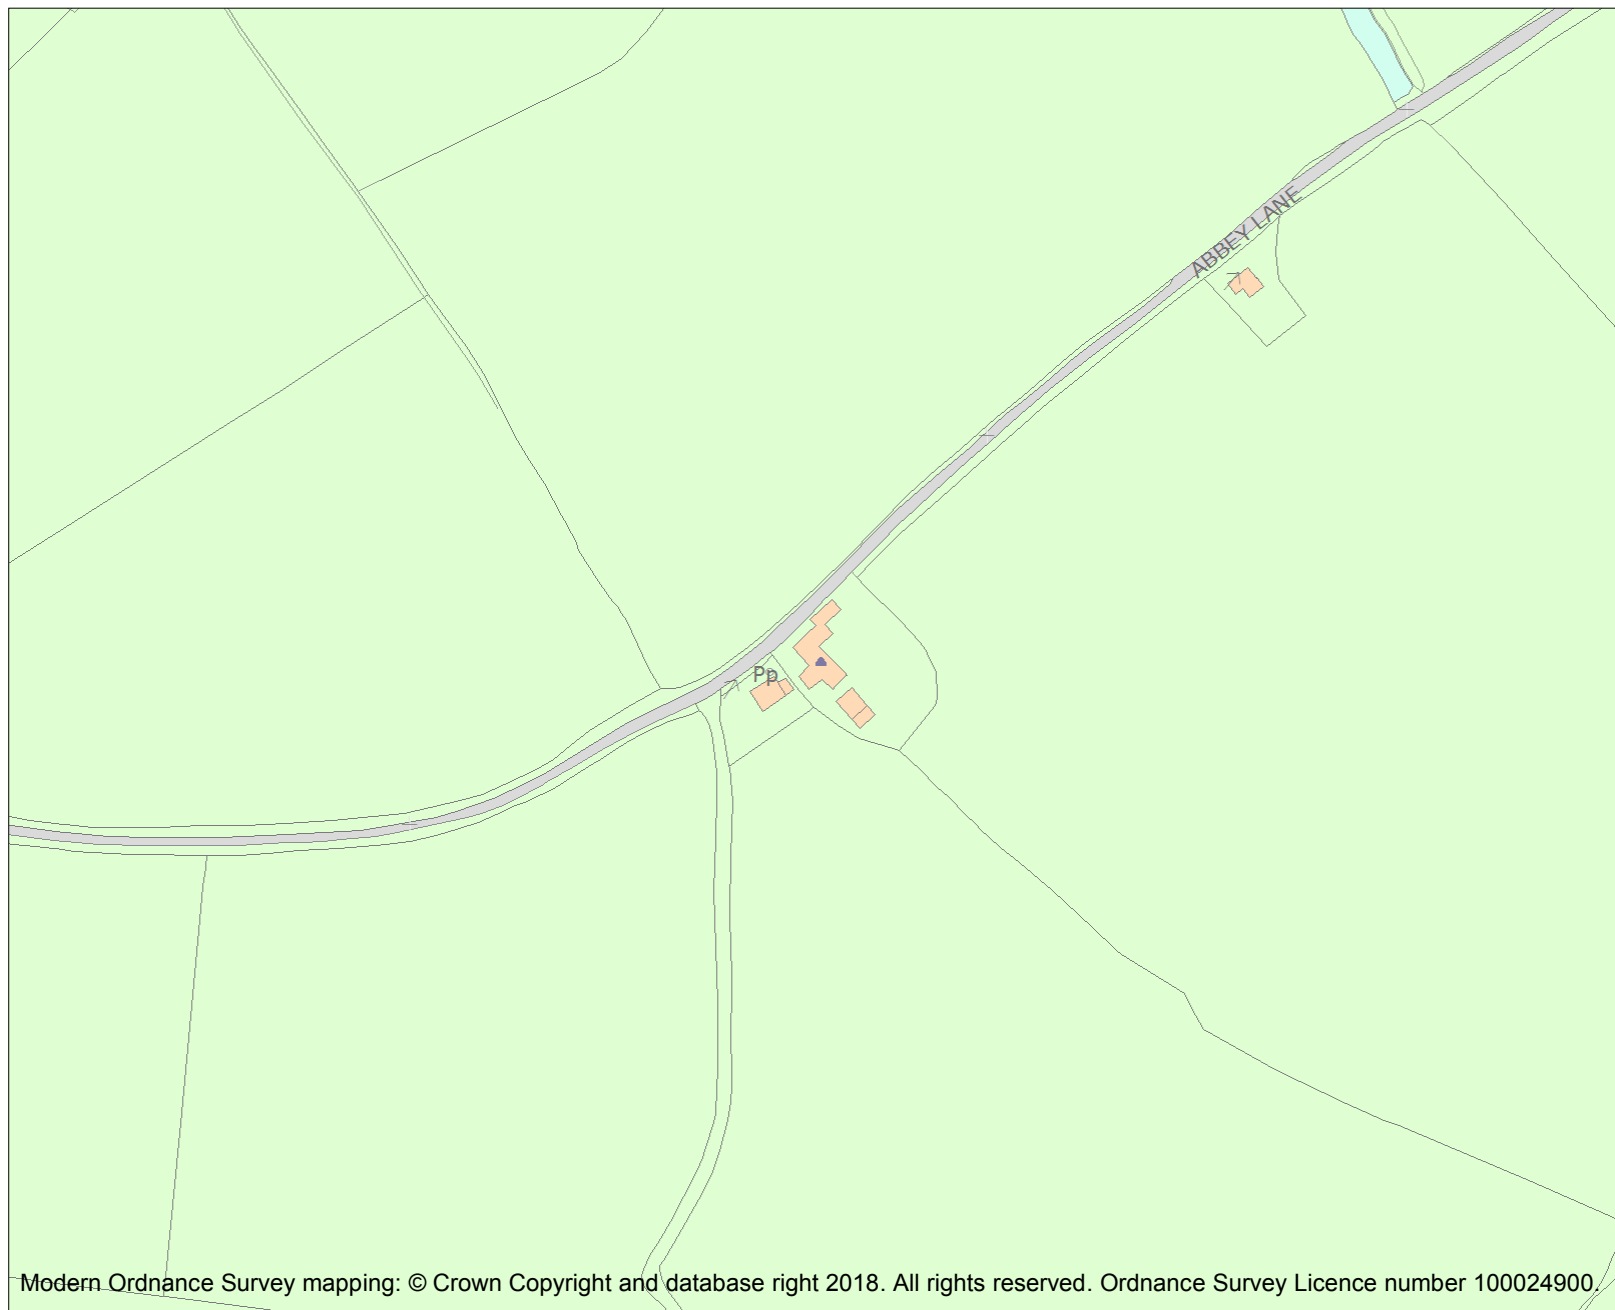 ABBEY LANE
Pp
Modern Ordnance Survey mapping: © Crown Copyright and database right 2018. All rights reserved. Ordnance Survey Licence number 100024900.